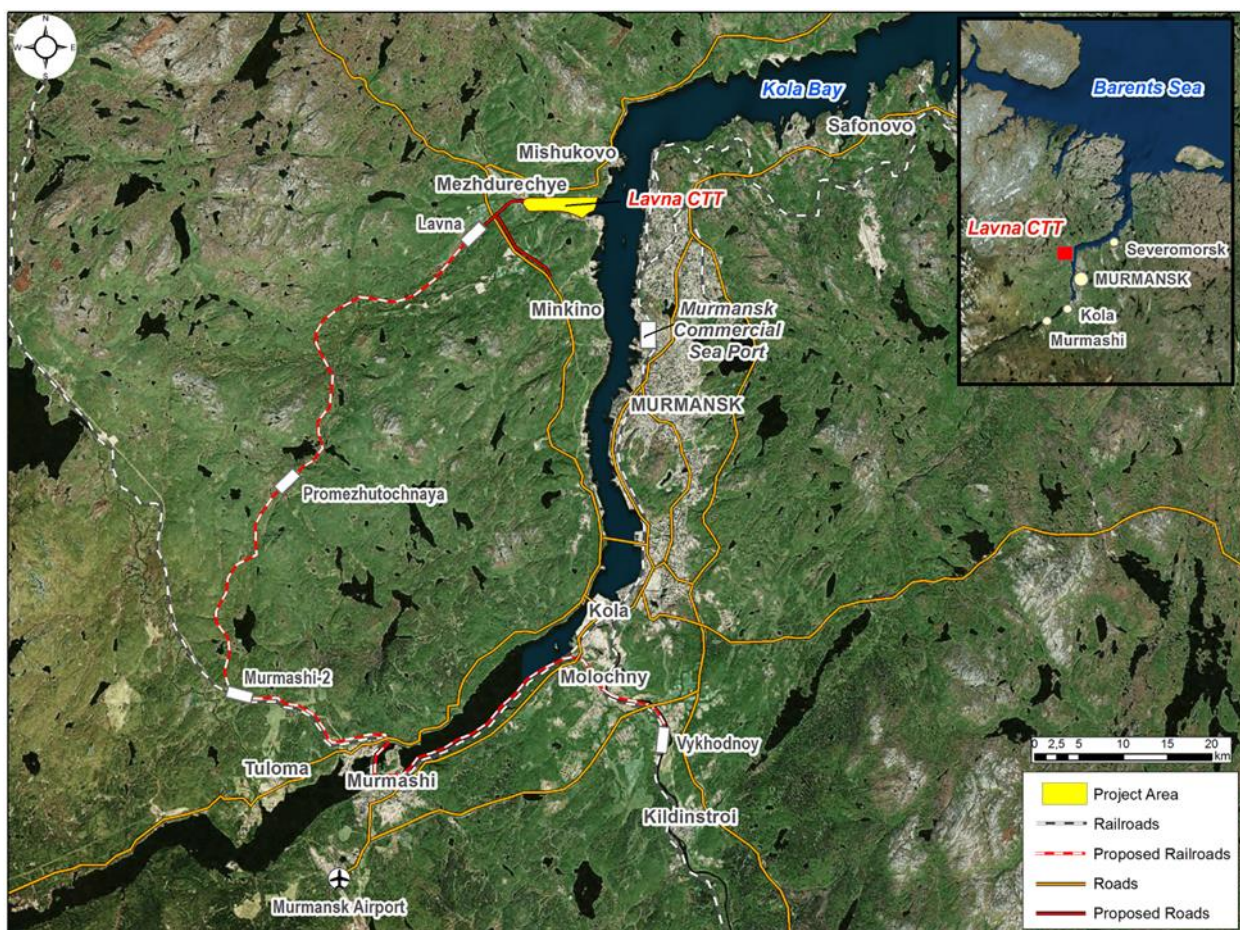 N
W E
S
Kola Bay
Safonovo
Mishukovo
Mezhdurechye
Lavna CTT
Lavna
Minkino
Murmansk
Commercial
Sea Port
MURMANSK
Promezhutochnaya
Kola
Molochny
Murmashi-2
Vykhodnoy
Tuloma
Murmashi
Kildinstroi
Murmansk Airport
Barents Sea
Lavna CTT
Severomorsk
MURMANSK
Kola
Murmashi
0 2,5 5 10 15 20
km
Project Area
Railroads
Proposed Railroads
Roads
Proposed Roads